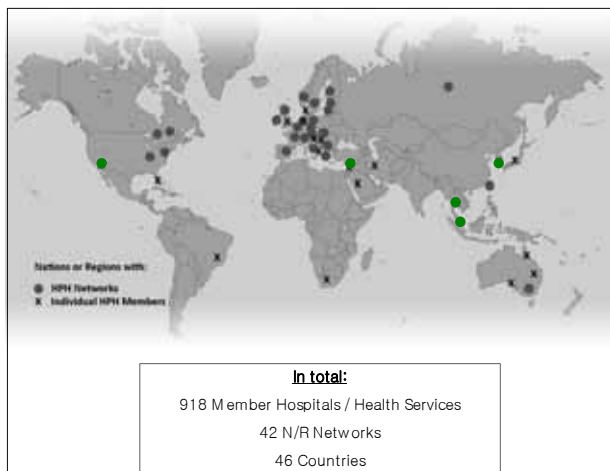 Nations or Regions with:
HPH Networks
x Individual HPH Members
In total:
918 Member Hospitals / Health Services
42 N/R Networks
46 Countries